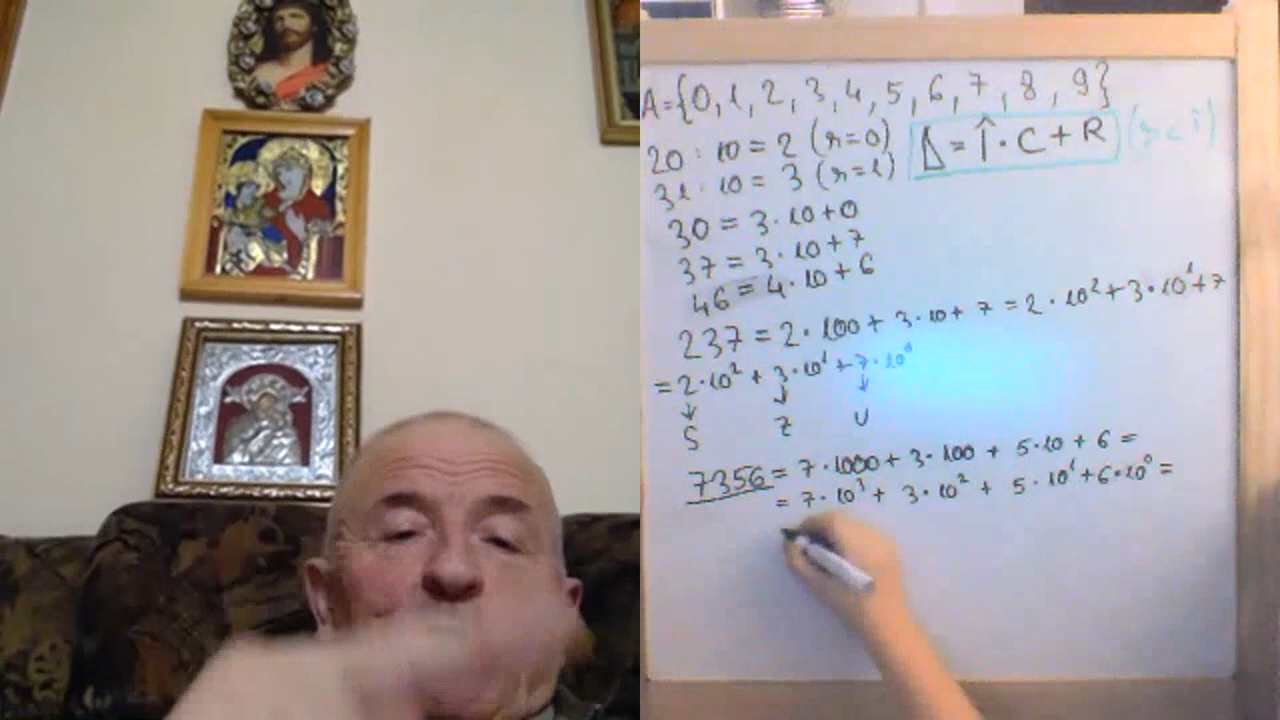 A={0, 1, 2, 3, 4, 5, 6, 7, 8, 9}
20 : 10 = 2 (r=0)
31 : 10 = 3 (r=1)
Δ = Î · C + R (r < î)
30 = 3 · 10 + 0
37 = 3 · 10 + 7
46 = 4 · 10 + 6
237 = 2 · 100 + 3 · 10 + 7 = 2 · 10² + 3 · 10¹ + 7
= 2 · 10² + 3 · 10¹ + 7 · 10⁰
↓ ↓ ↓
S Z U
7356 = 7 · 1000 + 3 · 100 + 5 · 10 + 6 =
= 7 · 10³ + 3 · 10² + 5 · 10¹ + 6 · 10⁰ =